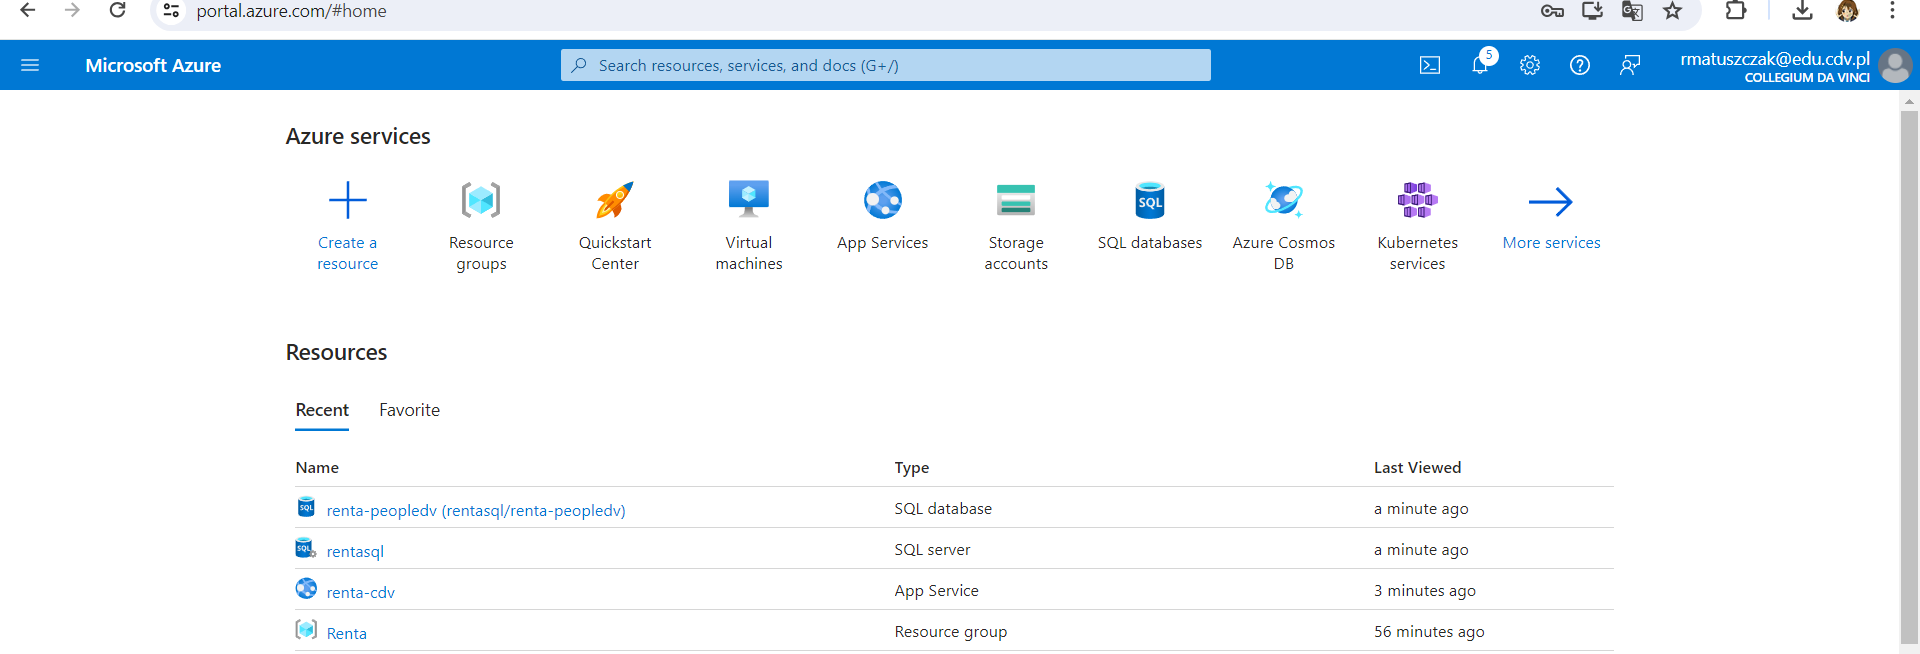 portal.azure.com/#home
Microsoft Azure
Search resources, services, and docs (G+/)
5
rmatuszczak@edu.cdv.pl
COLLEGIUM DA VINCI
Azure services
Create a resource
Resource groups
Quickstart Center
Virtual machines
App Services
Storage accounts
SQL
SQL databases
Azure Cosmos DB
Kubernetes services
More services
Resources
Recent Favorite
Name Type Last Viewed
SQL renta-peopledv (rentasql/renta-peopledv) SQL database a minute ago
SQL rentasql SQL server a minute ago
renta-cdv App Service 3 minutes ago
Renta Resource group 56 minutes ago